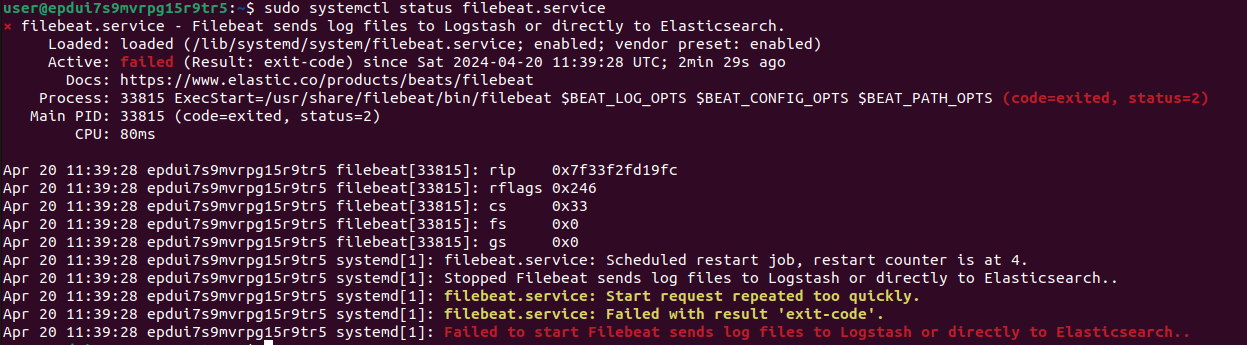 user@epdui7s9mvrpg15r9tr5:~$ sudo systemctl status filebeat.service
× filebeat.service - Filebeat sends log files to Logstash or directly to Elasticsearch.
     Loaded: loaded (/lib/systemd/system/filebeat.service; enabled; vendor preset: enabled)
     Active: failed (Result: exit-code) since Sat 2024-04-20 11:39:28 UTC; 2min 29s ago
       Docs: https://www.elastic.co/products/beats/filebeat
    Process: 33815 ExecStart=/usr/share/filebeat/bin/filebeat $BEAT_LOG_OPTS $BEAT_CONFIG_OPTS $BEAT_PATH_OPTS (code=exited, status=2)
   Main PID: 33815 (code=exited, status=2)
        CPU: 80ms

Apr 20 11:39:28 epdui7s9mvrpg15r9tr5 filebeat[33815]: rip    0x7f33f2fd19fc
Apr 20 11:39:28 epdui7s9mvrpg15r9tr5 filebeat[33815]: rflags 0x246
Apr 20 11:39:28 epdui7s9mvrpg15r9tr5 filebeat[33815]: cs     0x33
Apr 20 11:39:28 epdui7s9mvrpg15r9tr5 filebeat[33815]: fs     0x0
Apr 20 11:39:28 epdui7s9mvrpg15r9tr5 filebeat[33815]: gs     0x0
Apr 20 11:39:28 epdui7s9mvrpg15r9tr5 systemd[1]: filebeat.service: Scheduled restart job, restart counter is at 4.
Apr 20 11:39:28 epdui7s9mvrpg15r9tr5 systemd[1]: Stopped Filebeat sends log files to Logstash or directly to Elasticsearch..
Apr 20 11:39:28 epdui7s9mvrpg15r9tr5 systemd[1]: filebeat.service: Start request repeated too quickly.
Apr 20 11:39:28 epdui7s9mvrpg15r9tr5 systemd[1]: filebeat.service: Failed with result 'exit-code'.
Apr 20 11:39:28 epdui7s9mvrpg15r9tr5 systemd[1]: Failed to start Filebeat sends log files to Logstash or directly to Elasticsearch..